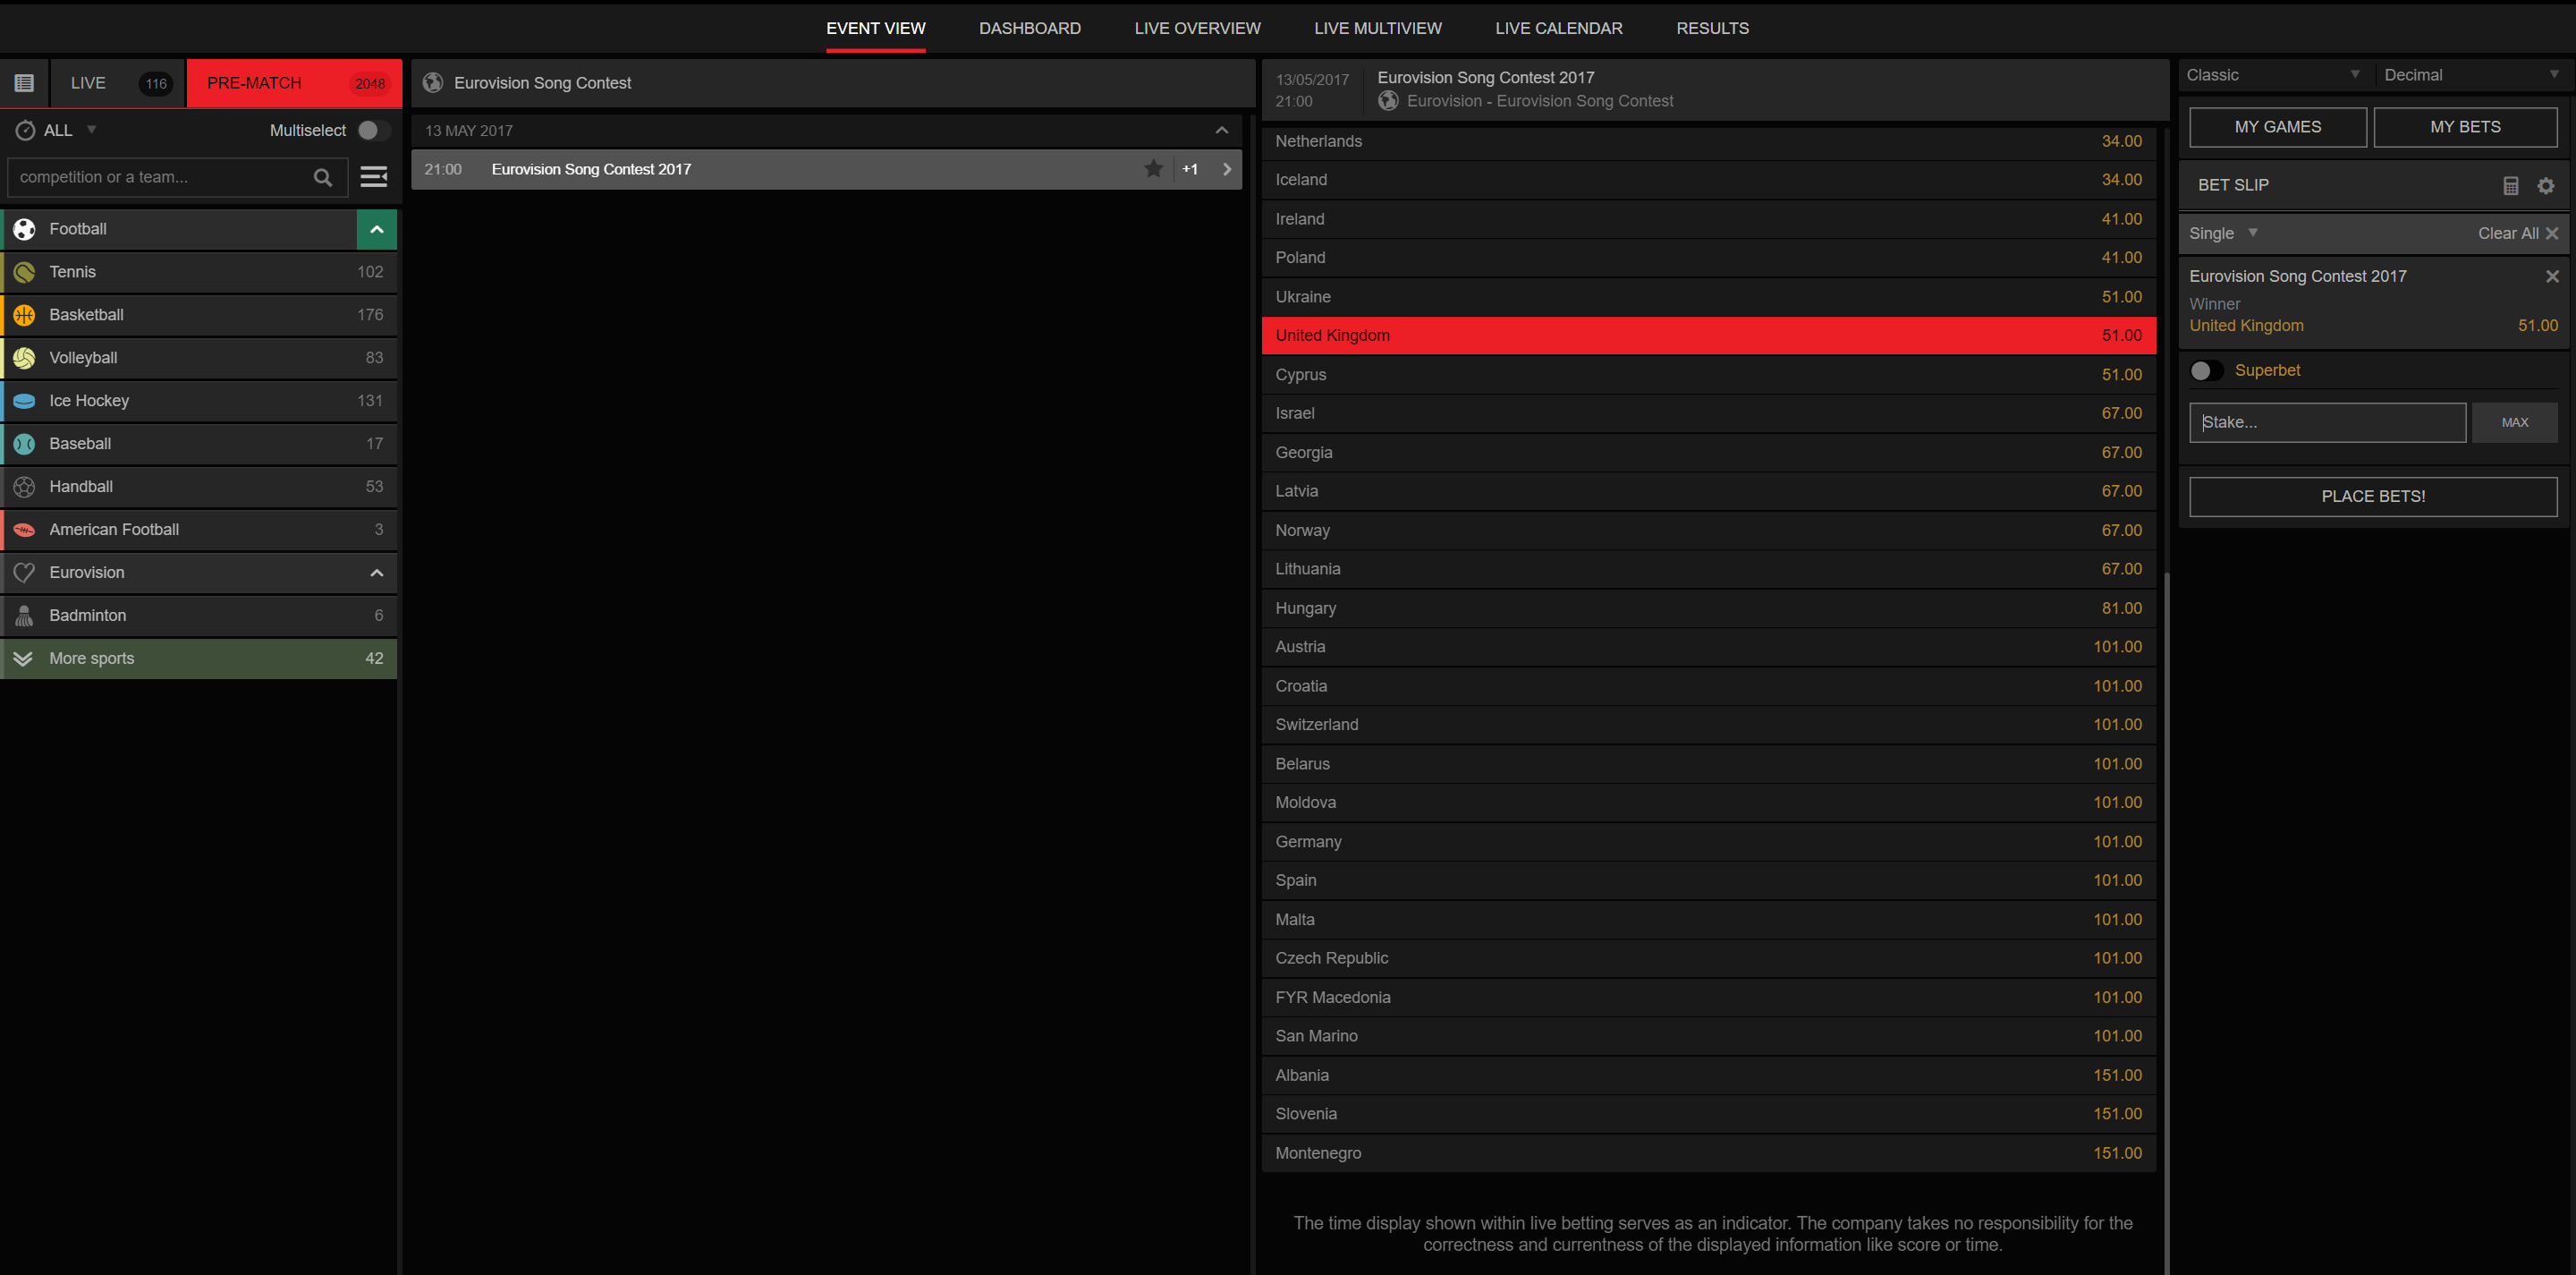 EVENT VIEW DASHBOARD LIVE OVERVIEW LIVE MULTIVIEW LIVE CALENDAR RESULTS
LIVE 116 PRE-MATCH 2048
ALL Multiselect
competition or a team...
Football
Tennis 102
Basketball 176
Volleyball 83
Ice Hockey 131
Baseball 17
Handball 53
American Football 3
Eurovision
Badminton 6
More sports 42
Eurovision Song Contest
13 MAY 2017
21:00 Eurovision Song Contest 2017 +1
13/05/2017 Eurovision Song Contest 2017
21:00 Eurovision - Eurovision Song Contest
Netherlands 34.00
Iceland 34.00
Ireland 41.00
Poland 41.00
Ukraine 51.00
United Kingdom 51.00
Cyprus 51.00
Israel 67.00
Georgia 67.00
Latvia 67.00
Norway 67.00
Lithuania 67.00
Hungary 81.00
Austria 101.00
Croatia 101.00
Switzerland 101.00
Belarus 101.00
Moldova 101.00
Germany 101.00
Spain 101.00
Malta 101.00
Czech Republic 101.00
FYR Macedonia 101.00
San Marino 101.00
Albania 151.00
Slovenia 151.00
Montenegro 151.00
The time display shown within live betting serves as an indicator. The company takes no responsibility for the
correctness and currentness of the displayed information like score or time.
Classic Decimal
MY GAMES MY BETS
BET SLIP
Single Clear All
Eurovision Song Contest 2017
Winner
United Kingdom 51.00
Superbet
Stake... MAX
PLACE BETS!